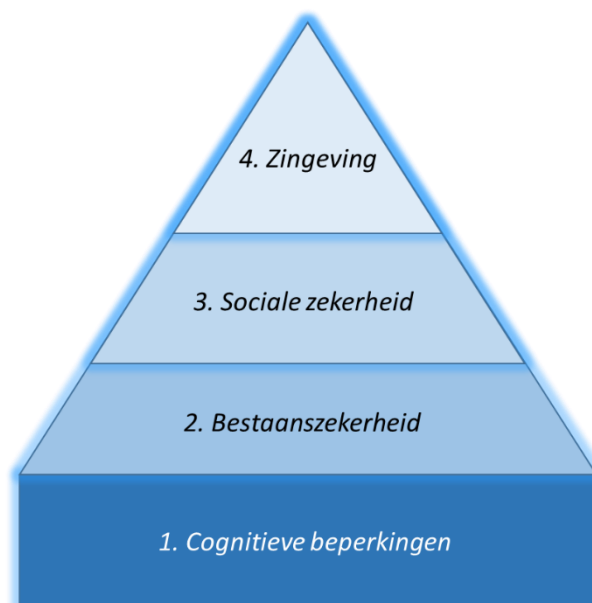 4. Zingeving
3. Sociale zekerheid
2. Bestaanszekerheid
1. Cognitieve beperkingen